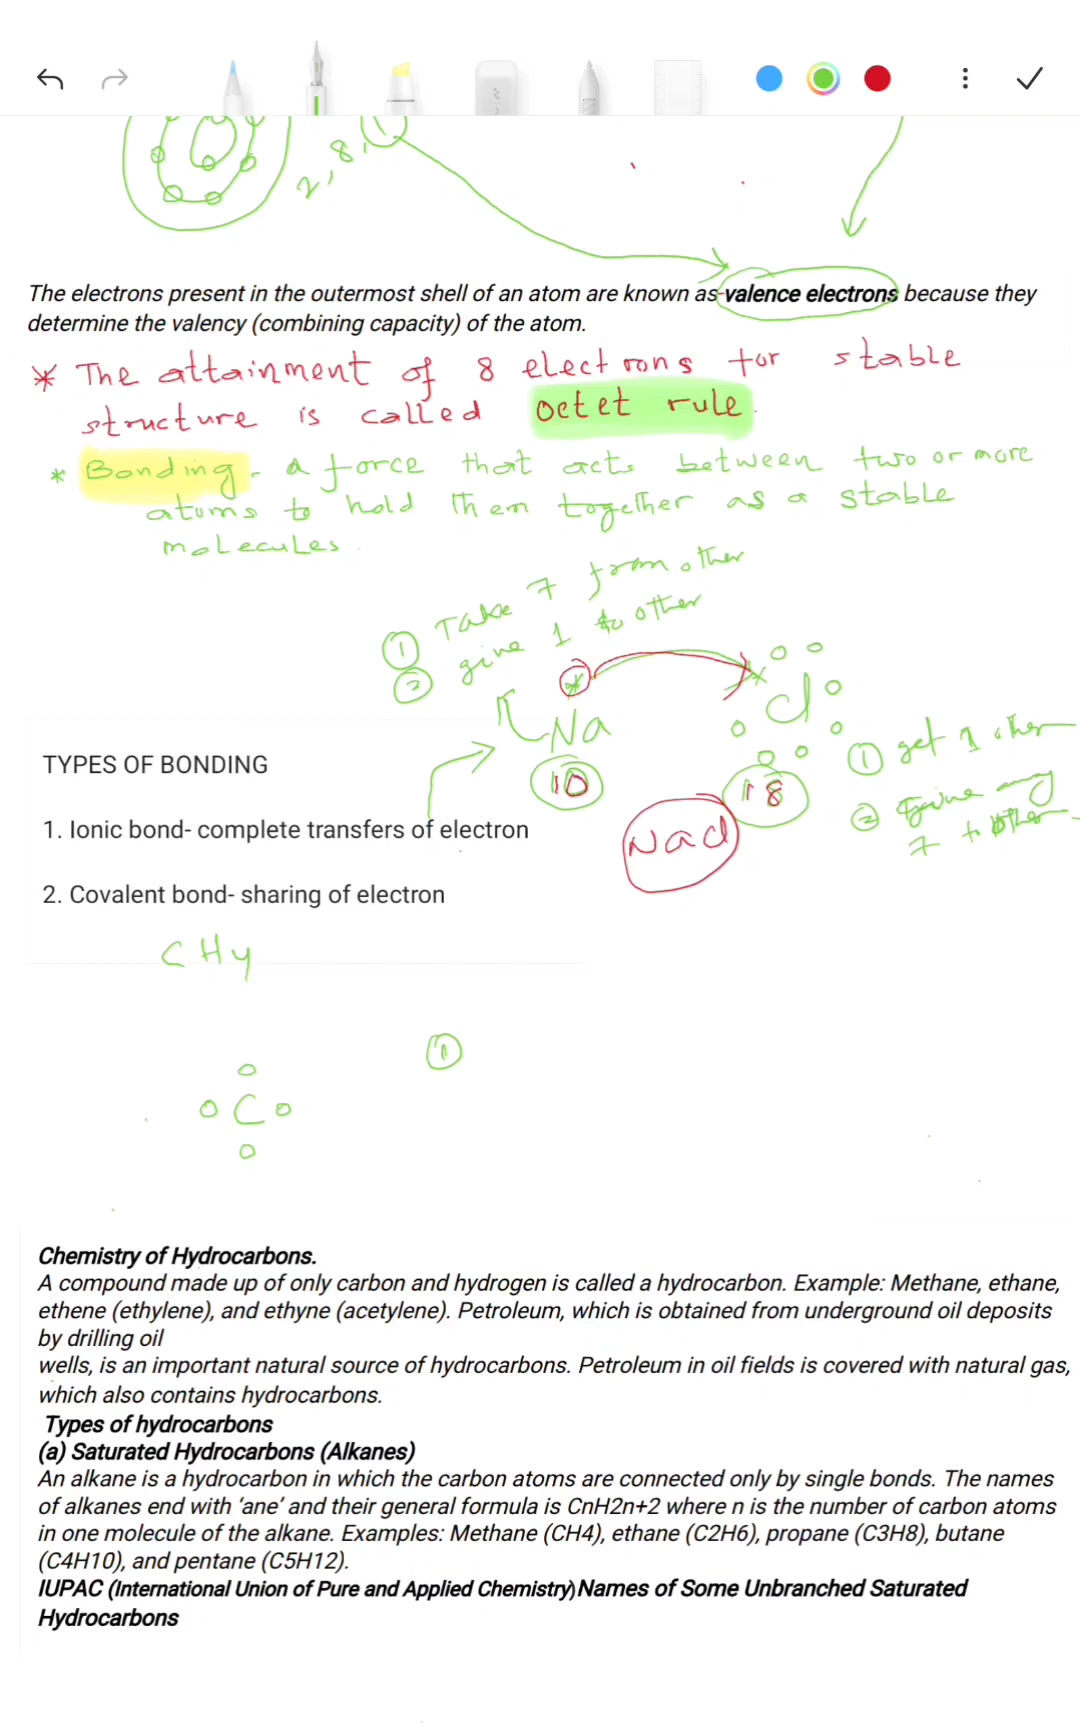 2, 8, 1
The electrons present in the outermost shell of an atom are known as valence electrons because they
determine the valency (combining capacity) of the atom.
* The attainment of 8 electrons for stable
structure is called octet rule.
* Bonding - a force that acts between two or more
atoms to hold them together as a stable
molecules.
① Take 7 from other
② give 1 to other
Na
Cl
10
18
① get 1 other
② give any
7 to other
NaCl
TYPES OF BONDING
1. Ionic bond- complete transfers of electron
2. Covalent bond- sharing of electron
CH4
①
C
Chemistry of Hydrocarbons.
A compound made up of only carbon and hydrogen is called a hydrocarbon. Example: Methane, ethane,
ethene (ethylene), and ethyne (acetylene). Petroleum, which is obtained from underground oil deposits
by drilling oil
wells, is an important natural source of hydrocarbons. Petroleum in oil fields is covered with natural gas,
which also contains hydrocarbons.
Types of hydrocarbons
(a) Saturated Hydrocarbons (Alkanes)
An alkane is a hydrocarbon in which the carbon atoms are connected only by single bonds. The names
of alkanes end with ‘ane’ and their general formula is CnH2n+2 where n is the number of carbon atoms
in one molecule of the alkane. Examples: Methane (CH4), ethane (C2H6), propane (C3H8), butane
(C4H10), and pentane (C5H12).
IUPAC (International Union of Pure and Applied Chemistry) Names of Some Unbranched Saturated
Hydrocarbons